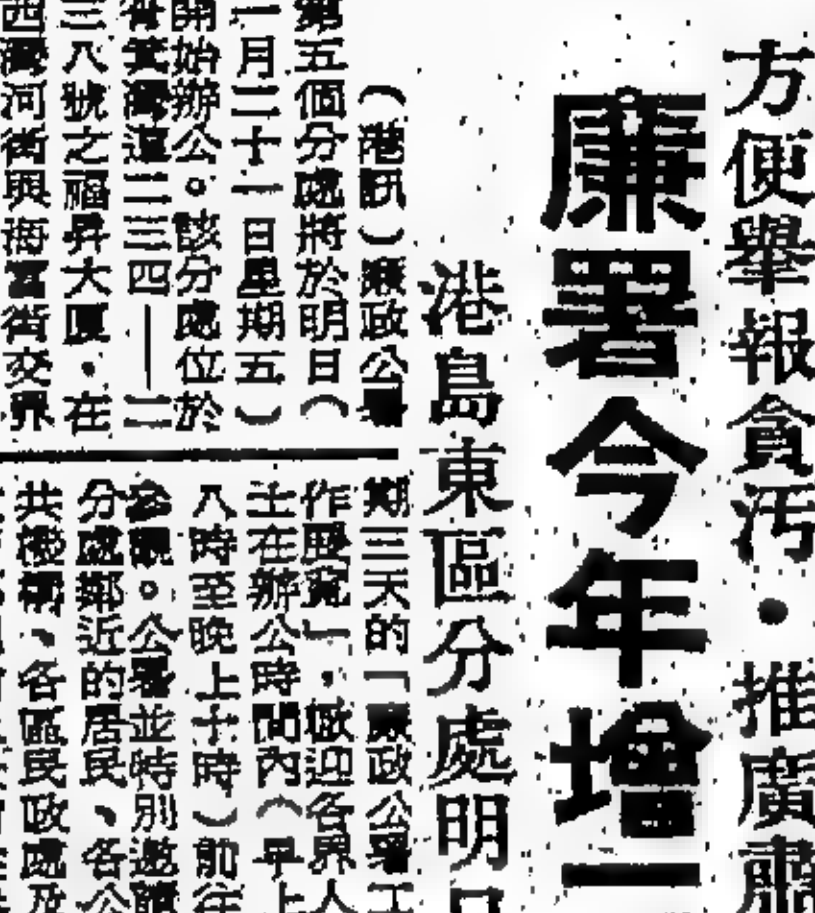 方便舉報貪污・推廣肅
廉署今年增一
港島東區分處明日
（港訊）廉政公署
第五個分處將於明日（
一月二十一日星期五）
開始辦公。該分處位於
筲箕灣道二三四——二
三八號之福昇大廈，在
西灣河街興海富街交界
期三天的「廉政公署工
作展覽」，歡迎各界人
士在辦公時間內（早上
八時至晚上十時）前往
參觀。公署並特別邀請
分處鄰近的居民、各公
共機構、各區民政處及